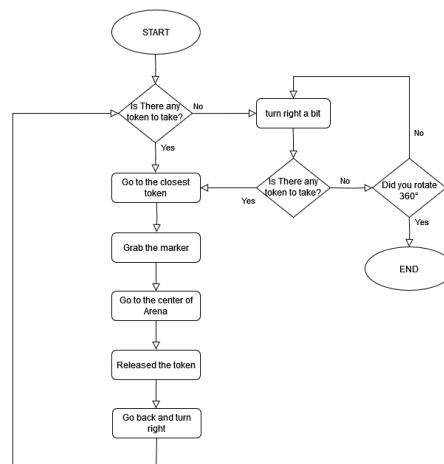 START
Is There any
token to take?
No
turn right a bit
Yes
No
Go to the closest
token
Yes
Is There any
token to take?
No
Did you rotate
360°
Yes
Grab the marker
END
Go to the center of
Arena
Released the token
Go back and turn
right